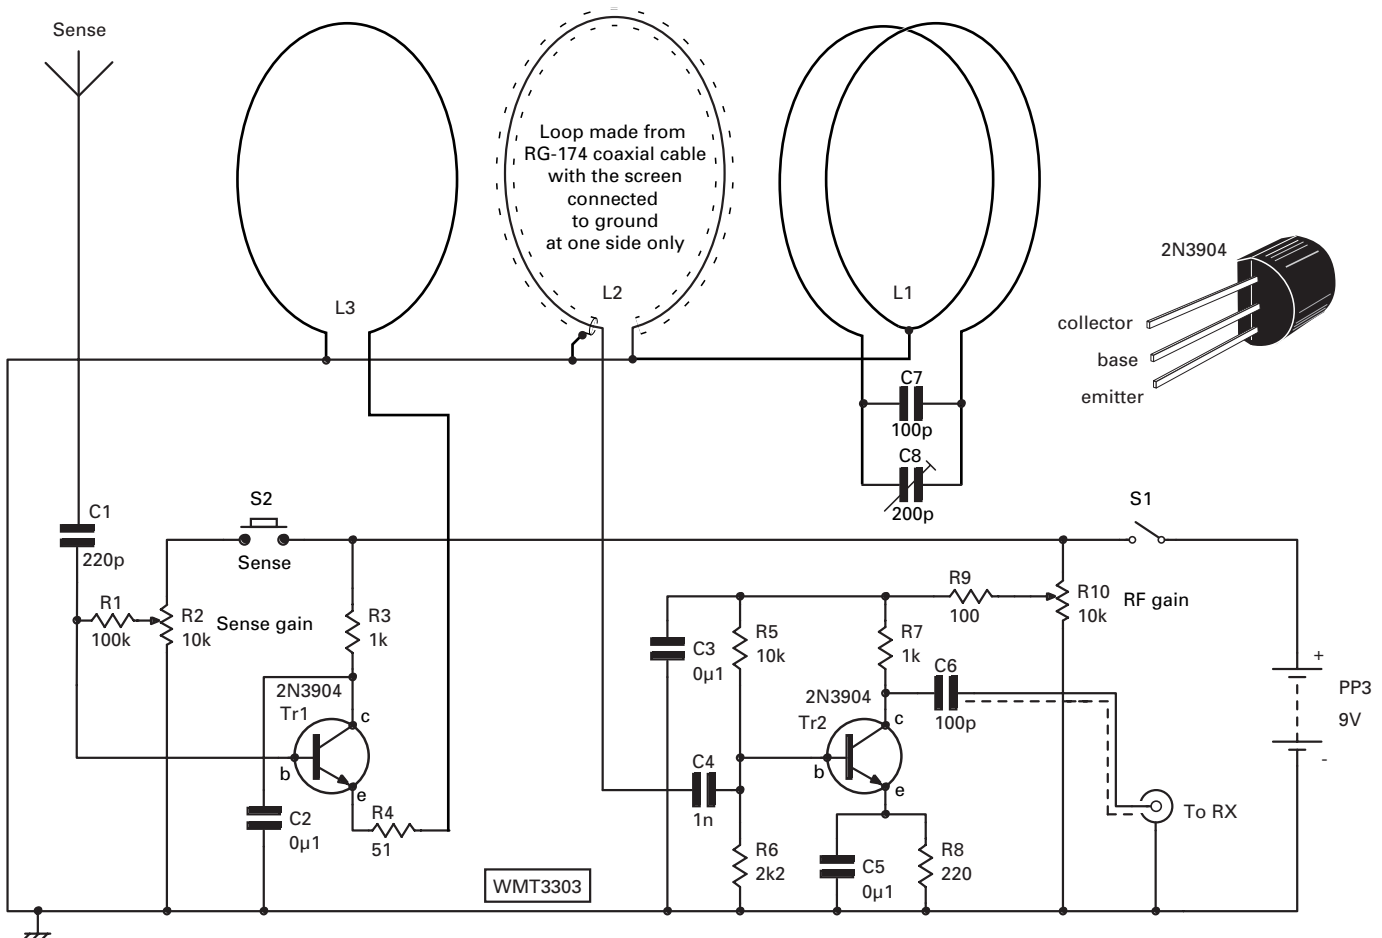 Sense
Loop made from
RG-174 coaxial cable
with the screen
connected
to ground
at one side only
L3
L2
L1
2N3904
collector
base
emitter
C7
100p
C8
200p
C1
220p
S2
Sense
S1
R1
100k
R2
10k
Sense gain
R3
1k
R9
100
R10
10k
RF gain
C3
0µ1
R5
10k
R7
1k
C6
100p
2N3904
Tr1
c
b
e
2N3904
Tr2
c
b
e
+
PP3
9V
-
C4
1n
C2
0µ1
R4
51
To RX
WMT3303
R6
2k2
C5
0µ1
R8
220